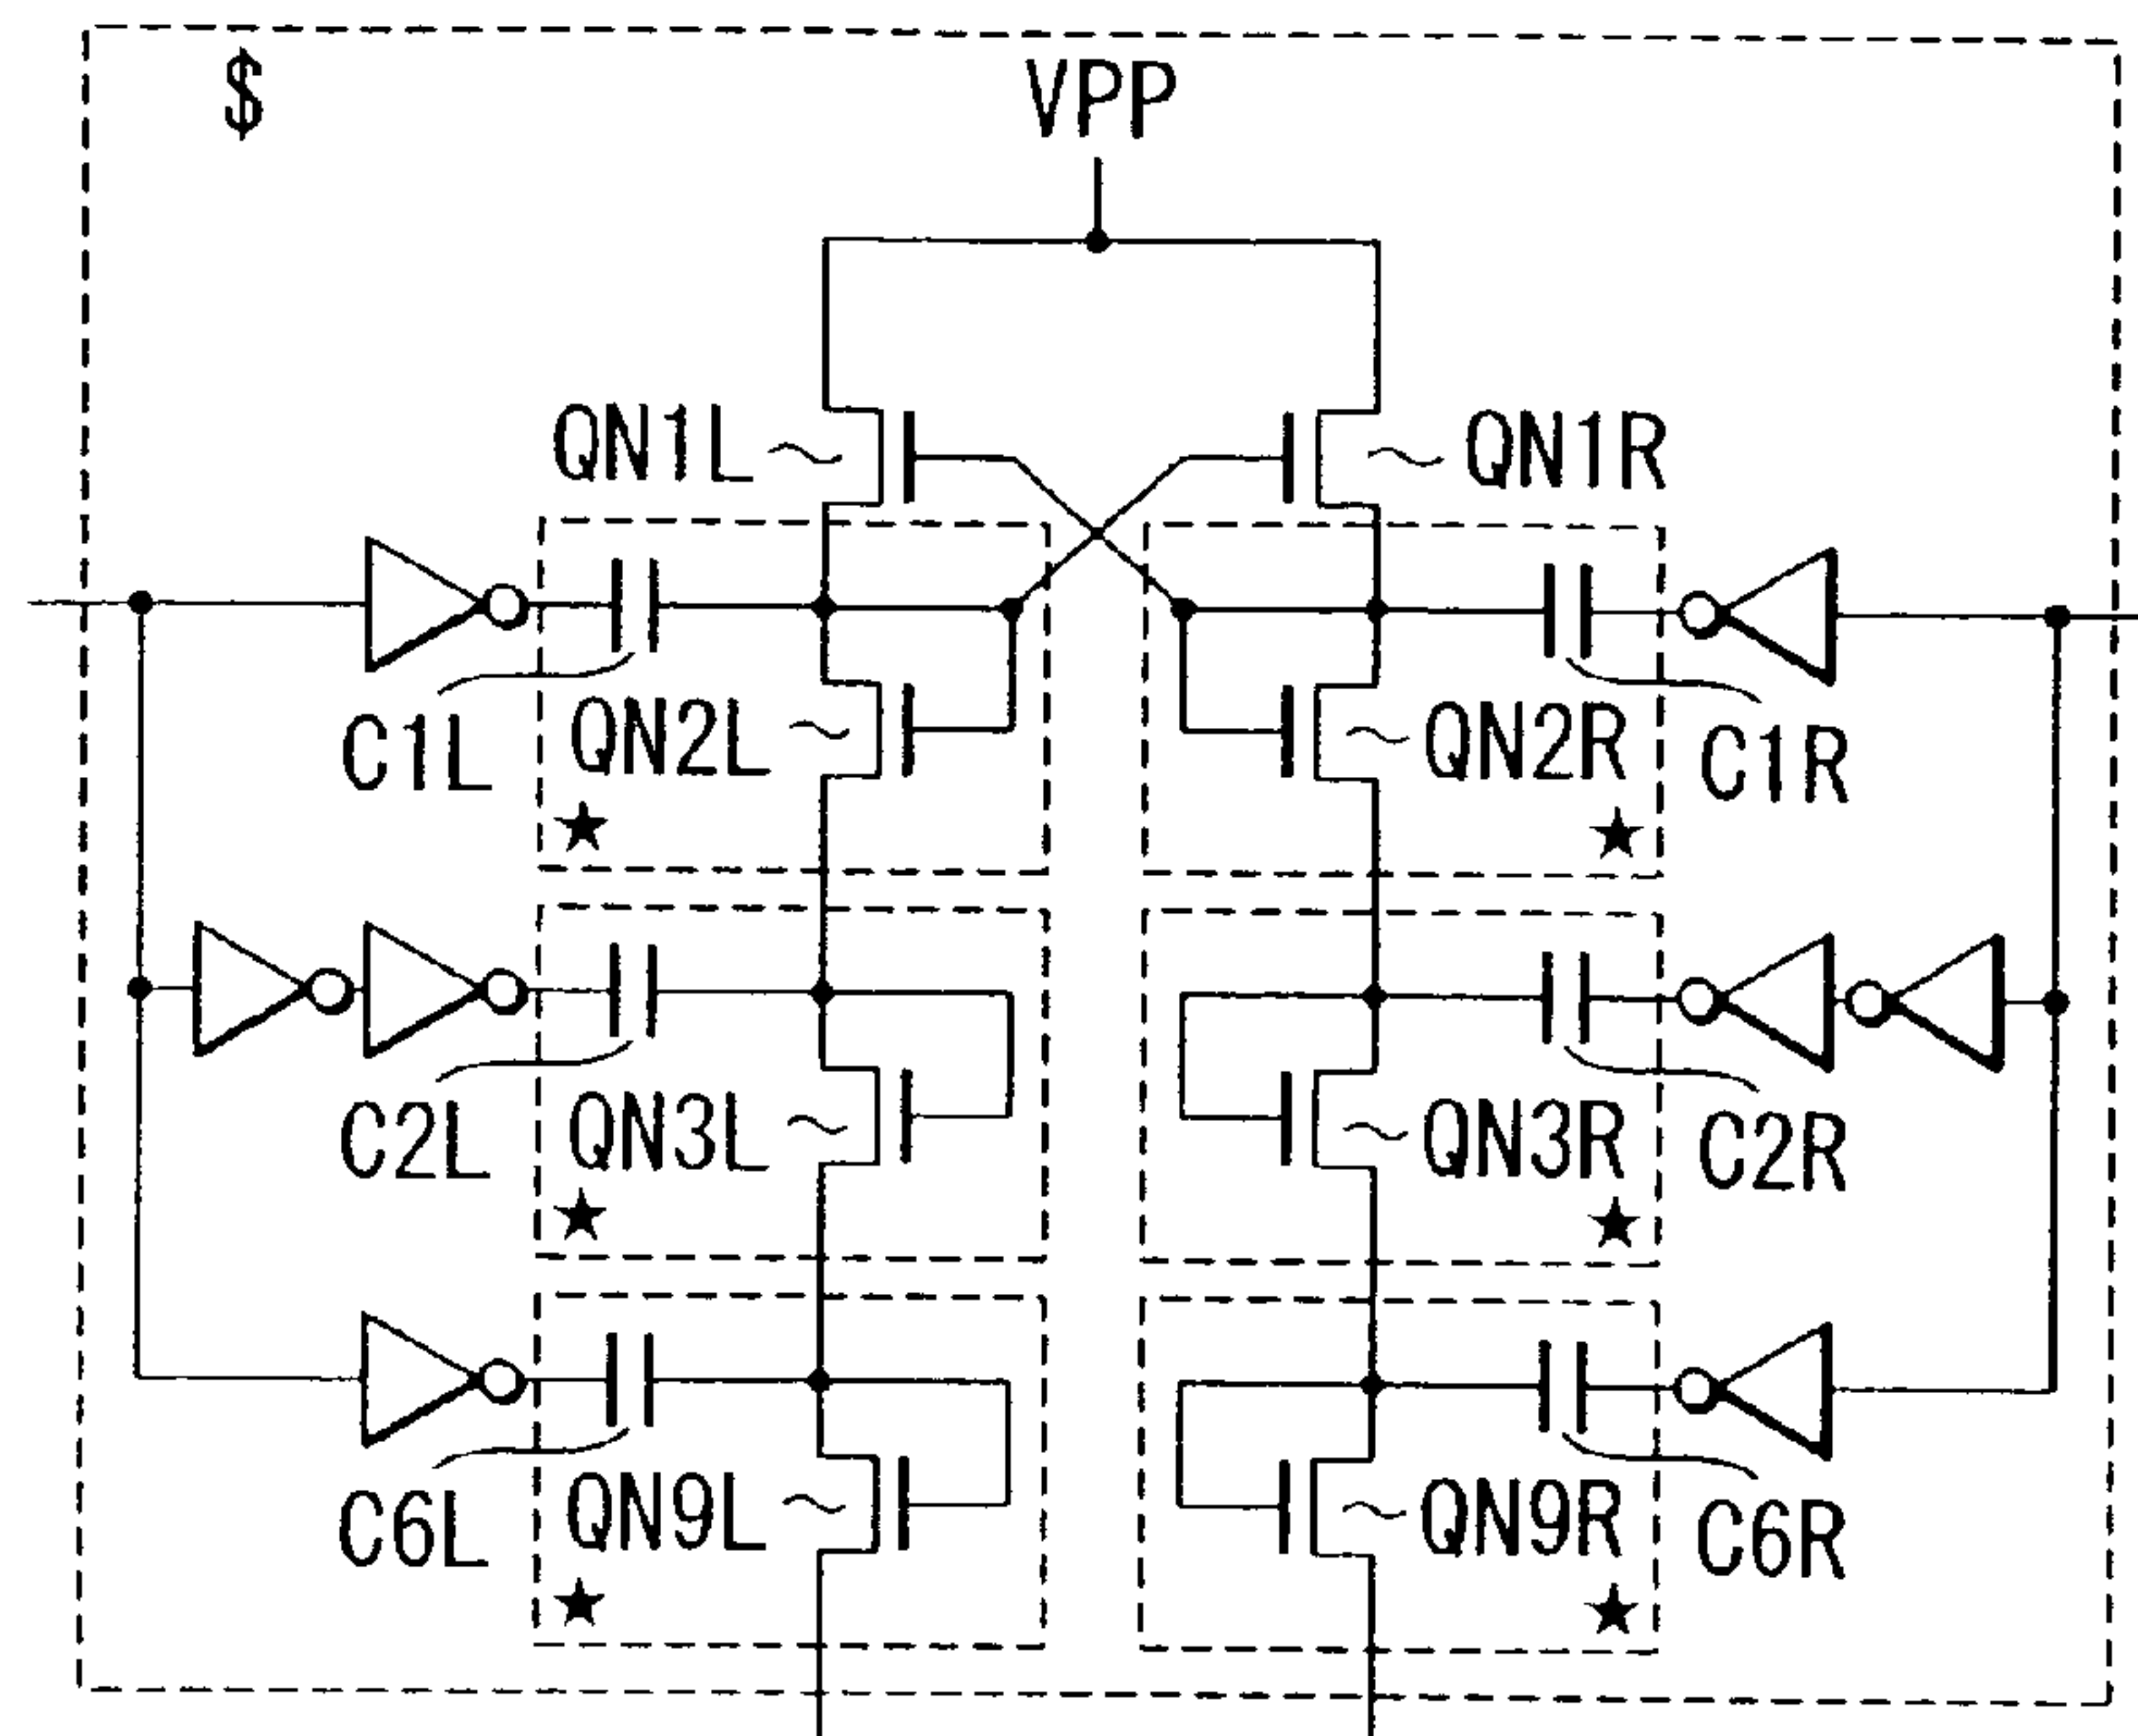 $
VPP
QN1L
QN1R
C1L
QN2L
QN2R
C1R
★
★
C2L
QN3L
QN3R
C2R
★
★
C6L
QN9L
QN9R
C6R
★
★